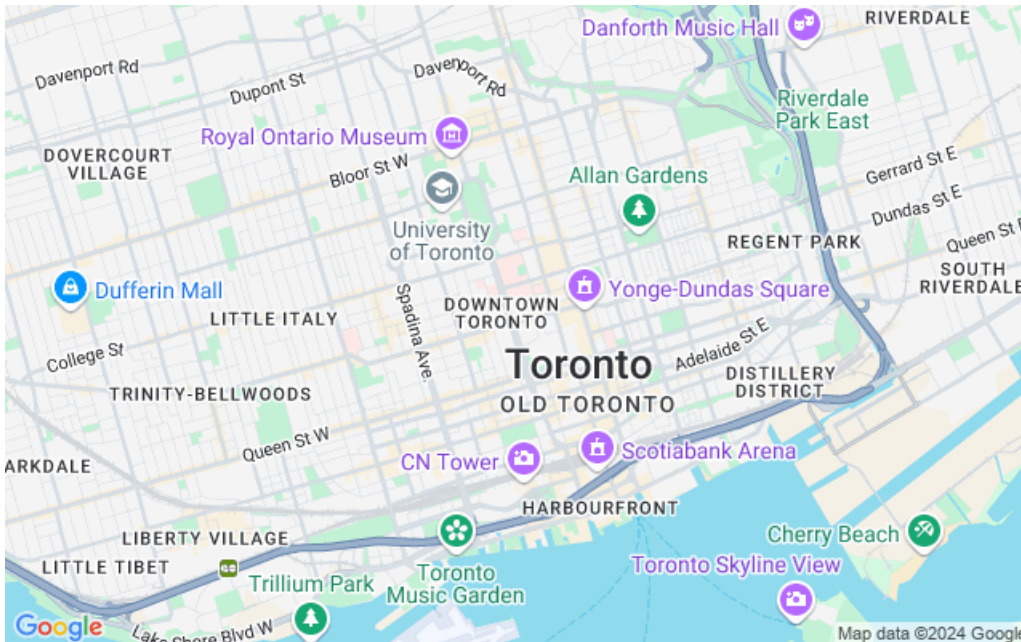 RIVERDALE
Danforth Music Hall
Davenport Rd
Davenport Rd
Dupont St
Riverdale
Park East
Royal Ontario Museum
DOVERCOURT
VILLAGE
Bloor St W
Gerrard St E
Allan Gardens
Dundas St E
University
of Toronto
REGENT PARK
Queen St E
SOUTH
RIVERDALE
Dufferin Mall
Yonge-Dundas Square
DOWNTOWN
TORONTO
Spadina Ave.
LITTLE ITALY
College St
Adelaide St E
Toronto
DISTILLERY
DISTRICT
TRINITY-BELLWOODS
OLD TORONTO
Queen St W
Scotiabank Arena
CN Tower
ARKDALE
HARBOURFRONT
Cherry Beach
LIBERTY VILLAGE
LITTLE TIBET
Toronto Skyline View
Trillium Park
Toronto
Music Garden
Google
Lake Shore Blvd W
Map data ©2024 Google